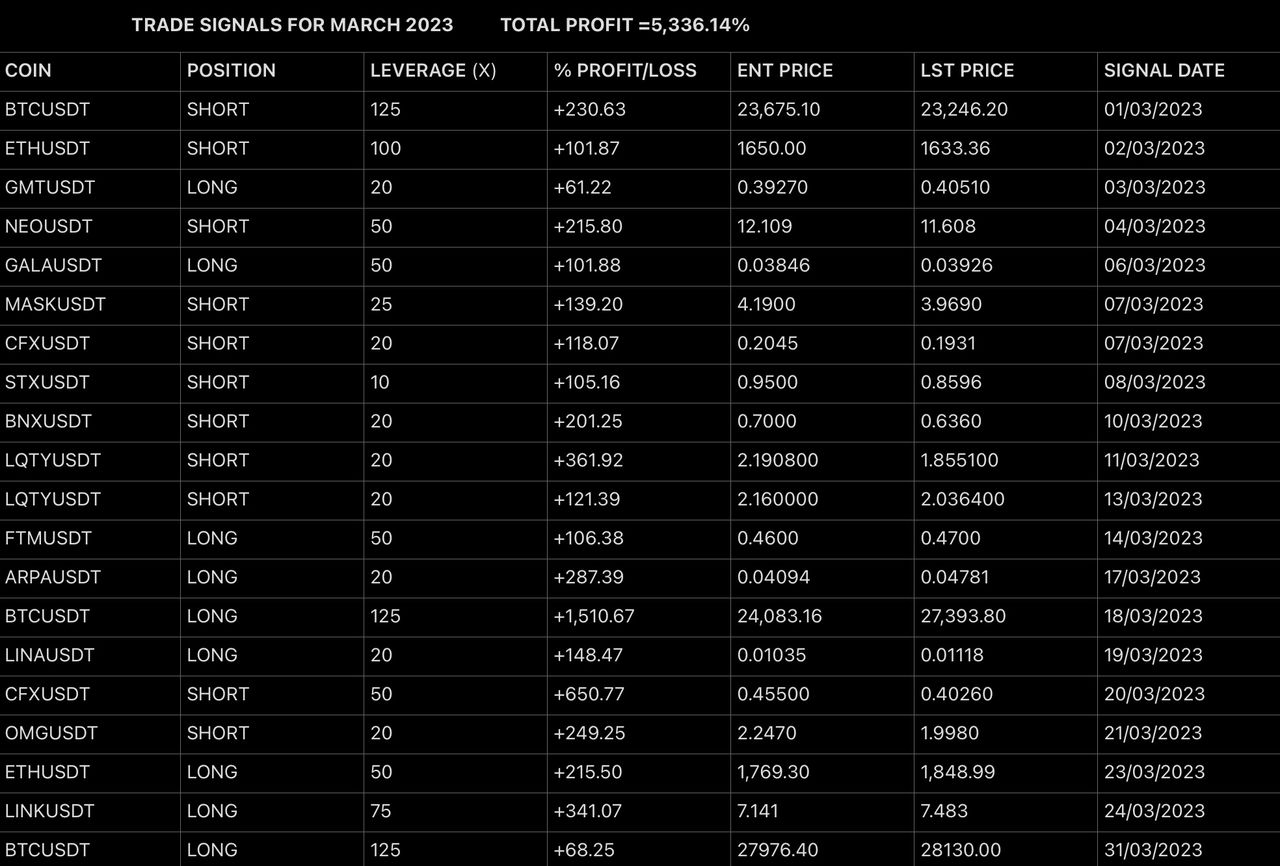 TRADE SIGNALS FOR MARCH 2023 TOTAL PROFIT =5,336.14%
COIN POSITION LEVERAGE (X) % PROFIT/LOSS ENT PRICE LST PRICE SIGNAL DATE
BTCUSDT SHORT 125 +230.63 23,675.10 23,246.20 01/03/2023
ETHUSDT SHORT 100 +101.87 1650.00 1633.36 02/03/2023
GMTUSDT LONG 20 +61.22 0.39270 0.40510 03/03/2023
NEOUSDT SHORT 50 +215.80 12.109 11.608 04/03/2023
GALAUSDT LONG 50 +101.88 0.03846 0.03926 06/03/2023
MASKUSDT SHORT 25 +139.20 4.1900 3.9690 07/03/2023
CFXUSDT SHORT 20 +118.07 0.2045 0.1931 07/03/2023
STXUSDT SHORT 10 +105.16 0.9500 0.8596 08/03/2023
BNXUSDT SHORT 20 +201.25 0.7000 0.6360 10/03/2023
LQTYUSDT SHORT 20 +361.92 2.190800 1.855100 11/03/2023
LQTYUSDT SHORT 20 +121.39 2.160000 2.036400 13/03/2023
FTMUSDT LONG 50 +106.38 0.4600 0.4700 14/03/2023
ARPAUSDT LONG 20 +287.39 0.04094 0.04781 17/03/2023
BTCUSDT LONG 125 +1,510.67 24,083.16 27,393.80 18/03/2023
LINAUSDT LONG 20 +148.47 0.01035 0.01118 19/03/2023
CFXUSDT SHORT 50 +650.77 0.45500 0.40260 20/03/2023
OMGUSDT SHORT 20 +249.25 2.2470 1.9980 21/03/2023
ETHUSDT LONG 50 +215.50 1,769.30 1,848.99 23/03/2023
LINKUSDT LONG 75 +341.07 7.141 7.483 24/03/2023
BTCUSDT LONG 125 +68.25 27976.40 28130.00 31/03/2023